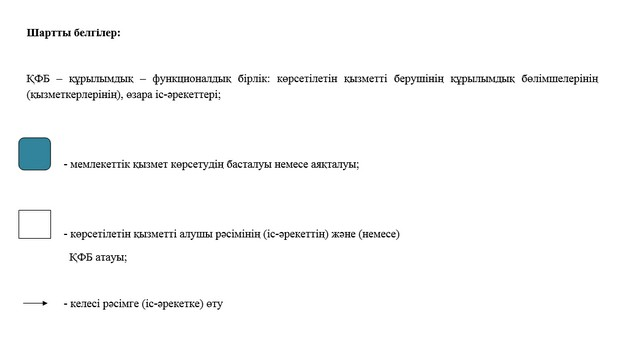 Шартты белгілер:
ҚФБ – құрылымдық – функционалдық бірлік: көрсетілетін қызметті берушінің құрылымдық бөлімшелерінің
(қызметкерлерінің), өзара іс-әрекеттері;
- мемлекеттік қызмет көрсетудің басталуы немесе аяқталуы;
- көрсетілетін қызметті алушы рәсімінің (іс-әрекеттің) және (немесе)
ҚФБ атауы;
- келесі рәсімге (іс-әрекетке) өту